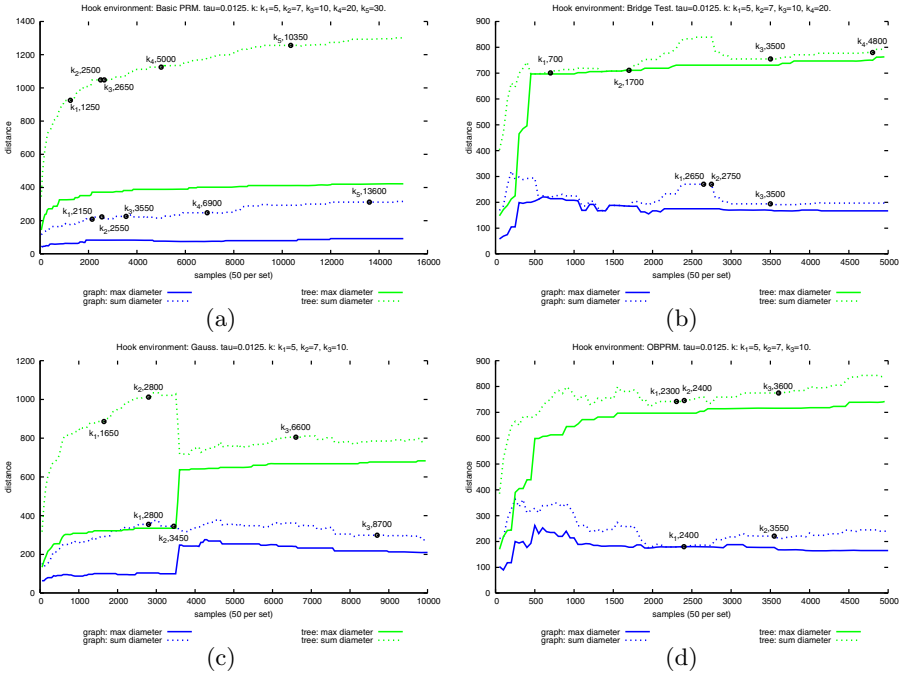 Hook environment: Basic PRM. tau=0.0125. k: k1=5, k2=7, k3=10, k4=20, k5=30.
1400
1200
1000
800
600
400
200
0
distance
k5,10350
k4,5000
k2,2500
k3,2650
k1,1250
k5,13600
k4,6900
k3,3550
k1,2150
k2,2550
0 2000 4000 6000 8000 10000 12000 14000 16000
samples (50 per set)
graph: max diameter tree: max diameter
graph: sum diameter tree: sum diameter
(a)
Hook environment: Bridge Test. tau=0.0125. k: k1=5, k2=7, k3=10, k4=20.
900
800
700
600
500
400
300
200
100
0
distance
k1,700
k2,1700
k3,3500
k4,4800
k1,2650 k2,2750
k3,3500
0 500 1000 1500 2000 2500 3000 3500 4000 4500 5000
samples (50 per set)
graph: max diameter tree: max diameter
graph: sum diameter tree: sum diameter
(b)
Hook environment: Gauss. tau=0.0125. k: k1=5, k2=7, k3=10.
1200
1000
800
600
400
200
0
distance
k2,2800
k1,1650
k3,6600
k1,2800
k2,3450
k3,8700
0 1000 2000 3000 4000 5000 6000 7000 8000 9000 10000
samples (50 per set)
graph: max diameter tree: max diameter
graph: sum diameter tree: sum diameter
(c)
Hook environment: OBPRM. tau=0.0125. k: k1=5, k2=7, k3=10.
900
800
700
600
500
400
300
200
100
0
distance
k1,2300 k2,2400
k3,3600
k1,2400
k2,3550
0 500 1000 1500 2000 2500 3000 3500 4000 4500 5000
samples (50 per set)
graph: max diameter tree: max diameter
graph: sum diameter tree: sum diameter
(d)